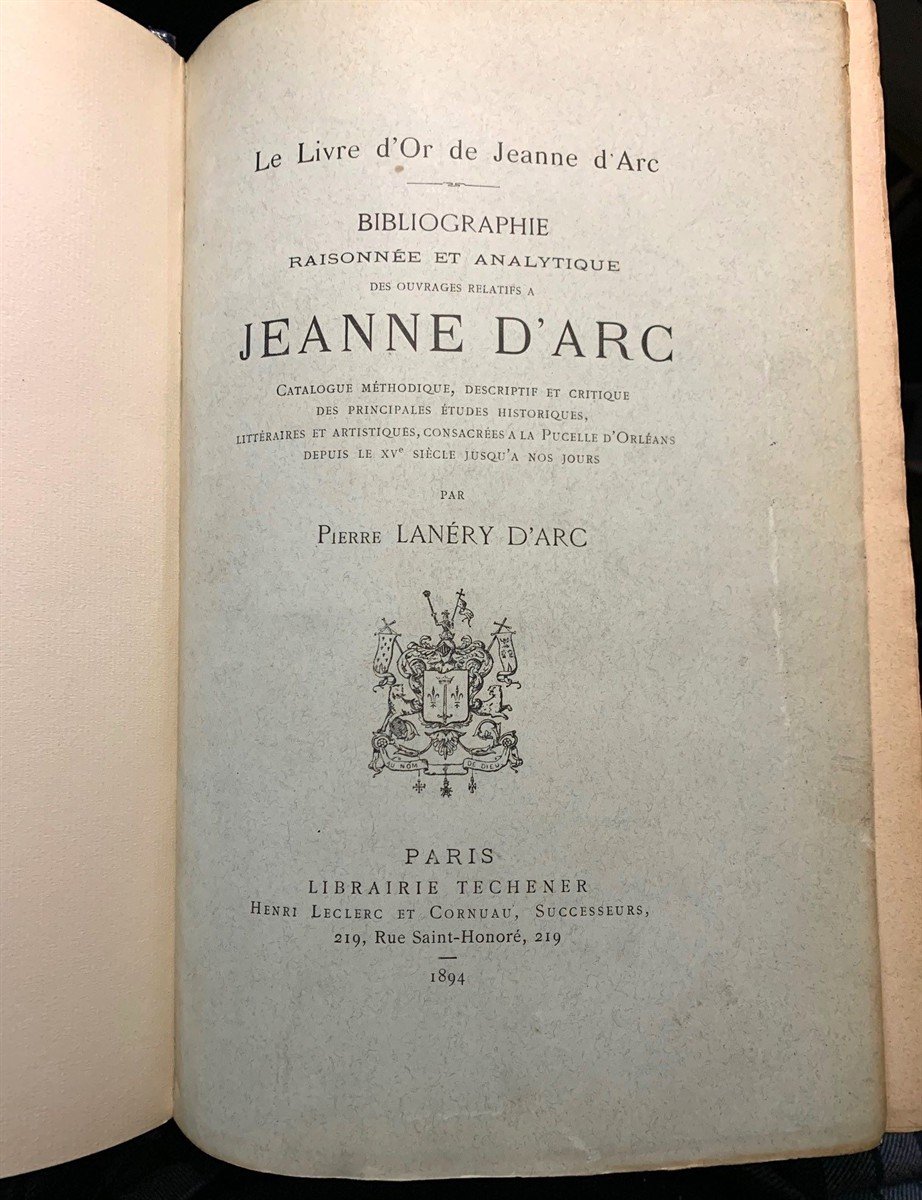 Le Livre d'Or de Jeanne d'Arc
BIBLIOGRAPHIE
RAISONNÉE ET ANALYTIQUE
DES OUVRAGES RELATIFS A
JEANNE D'ARC
CATALOGUE MÉTHODIQUE, DESCRIPTIF ET CRITIQUE
DES PRINCIPALES ÉTUDES HISTORIQUES,
LITTÉRAIRES ET ARTISTIQUES, CONSACRÉES A LA PUCELLE D'ORLÉANS
DEPUIS LE XVe SIÈCLE JUSQU'A NOS JOURS
PAR
PIERRE LANÉRY D'ARC
AU NOM DE DIEU
PARIS
LIBRAIRIE TECHENER
HENRI LECLERC ET CORNUAU, SUCCESSEURS,
219, Rue Saint-Honoré, 219
1894